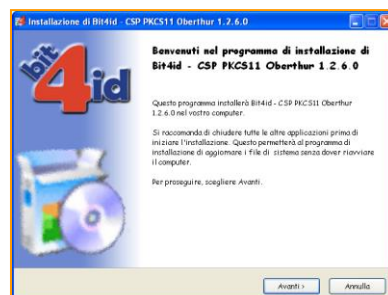 Installazione di Bit4id - CSP PKCS11 Oberthur 1.2.6.0
bit
4id
Benvenuti nel programma di installazione di
Bit4id - CSP PKCS11 Oberthur 1.2.6.0
Questo programma installerà Bit4id - CSP PKCS11 Oberthur
1.2.6.0 nel vostro computer.
Si raccomanda di chiudere tutte le altre applicazioni prima di
iniziare l'installazione. Questo permetterà al programma di
installazione di aggiornare i file di sistema senza dover riavviare
il computer.
Per proseguire, scegliere Avanti.
Avanti >
Annulla